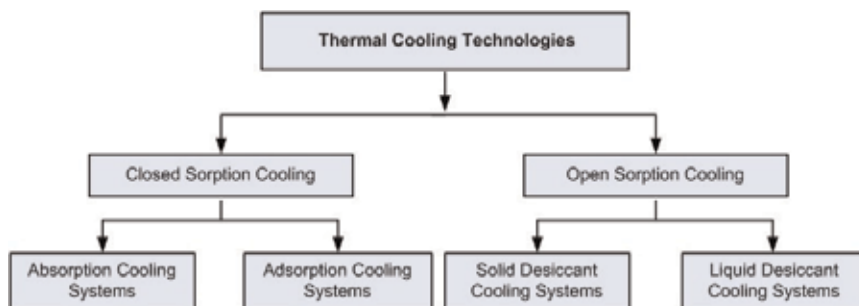 Thermal Cooling Technologies
Closed Sorption Cooling
Open Sorption Cooling
Absorption Cooling
Systems
Adsorption Cooling
Systems
Solid Desiccant
Cooling Systems
Liquid Desiccant
Cooling Systems